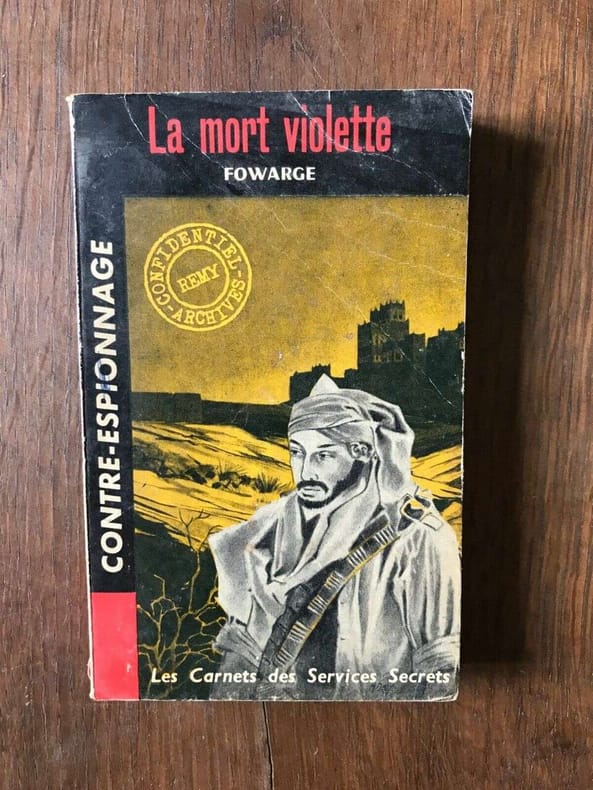 La mort violette
FOWARGE
CONTRE-ESPIONNAGE
CONFIDENTIEL-
REMY
-ARCHIVES-
Les Carnets des Services Secrets